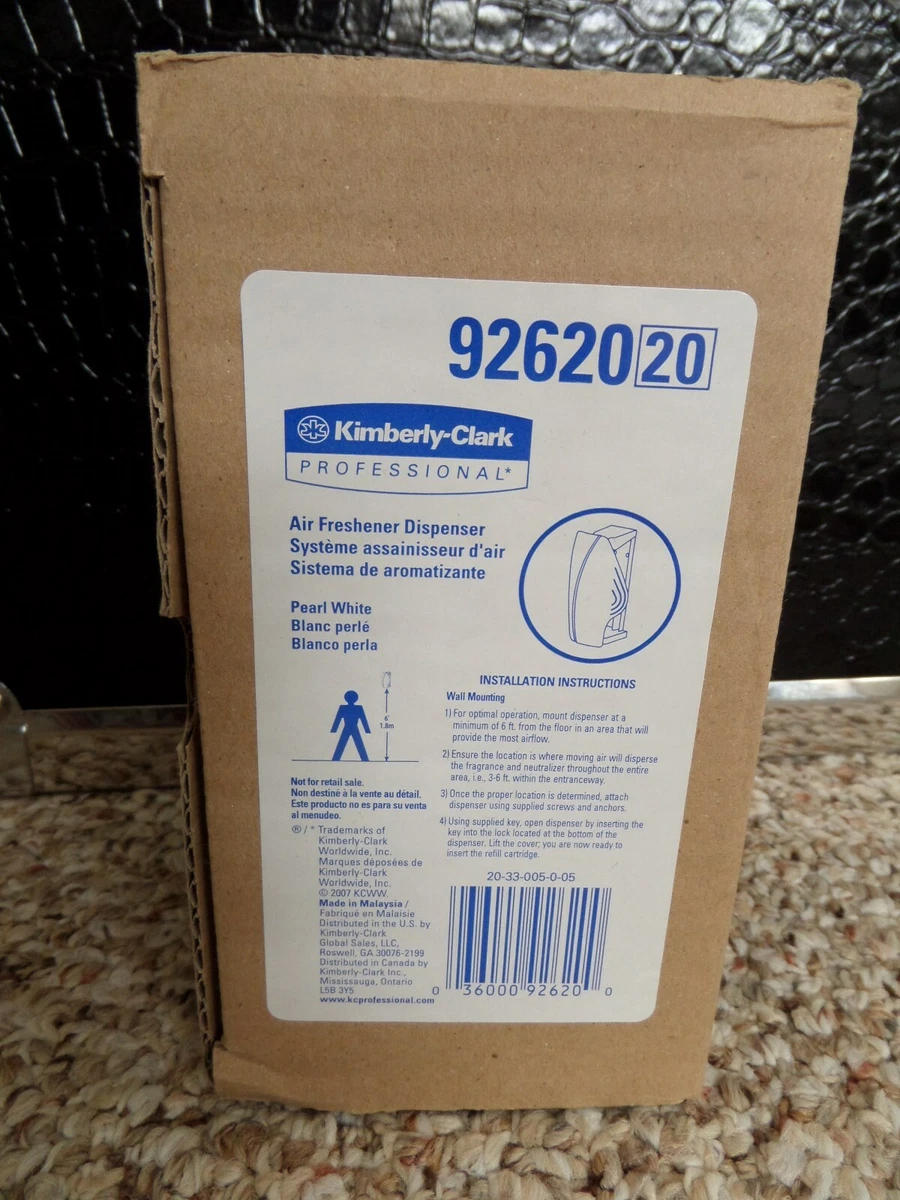 92620 20
Kimberly-Clark
PROFESSIONAL*
Air Freshener Dispenser
Système assainisseur d'air
Sistema de aromatizante
Pearl White
Blanc perlé
Blanco perla
6'
1.8m
Not for retail sale.
Non destiné à la vente au détail.
Este producto no es para su venta
al menudeo.
®/* Trademarks of
Kimberly-Clark
Worldwide, Inc.
Marques déposées de
Kimberly-Clark
Worldwide, Inc.
© 2007 KCWW.
Made in Malaysia /
Fabriqué en Malaisie
Distributed in the U.S. by
Kimberly-Clark
Global Sales, LLC,
Roswell, GA 30076-2199
Distributed in Canada by
Kimberly-Clark Inc.,
Mississauga, Ontario
L5B 3Y5
www.kcprofessional.com
INSTALLATION INSTRUCTIONS
Wall Mounting
1) For optimal operation, mount dispenser at a
minimum of 6 ft. from the floor in an area that will
provide the most airflow.
2) Ensure the location is where moving air will disperse
the fragrance and neutralizer throughout the entire
area, i.e., 3-6 ft. within the entranceway.
3) Once the proper location is determined, attach
dispenser using supplied screws and anchors.
4) Using supplied key, open dispenser by inserting the
key into the lock located at the bottom of the
dispenser. Lift the cover; you are now ready to
insert the refill cartridge.
20-33-005-0-05
0 36000 92620 0